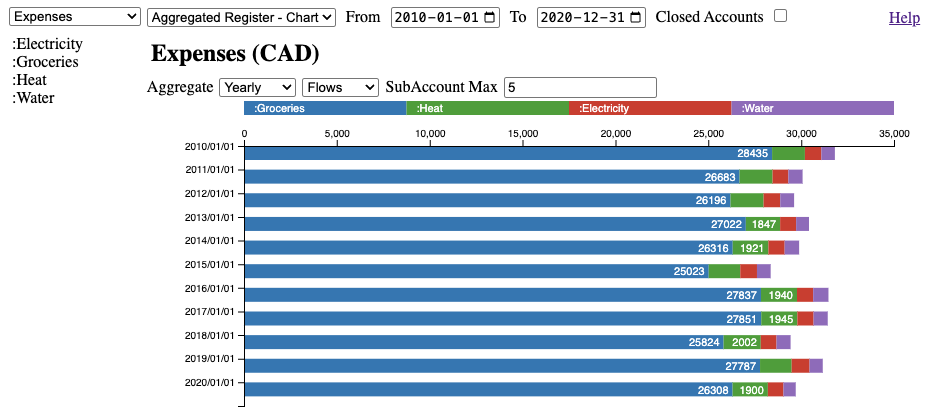 Expenses Aggregated Register - Chart From 2010-01-01 To 2020-12-31 Closed Accounts Help
:Electricity
:Groceries
:Heat
:Water
Expenses (CAD)
Aggregate Yearly Flows SubAccount Max 5
:Groceries :Heat :Electricity :Water
0 5,000 10,000 15,000 20,000 25,000 30,000 35,000
2010/01/01 28435
2011/01/01 26683
2012/01/01 26196
2013/01/01 27022 1847
2014/01/01 26316 1921
2015/01/01 25023
2016/01/01 27837 1940
2017/01/01 27851 1945
2018/01/01 25824 2002
2019/01/01 27787
2020/01/01 26308 1900